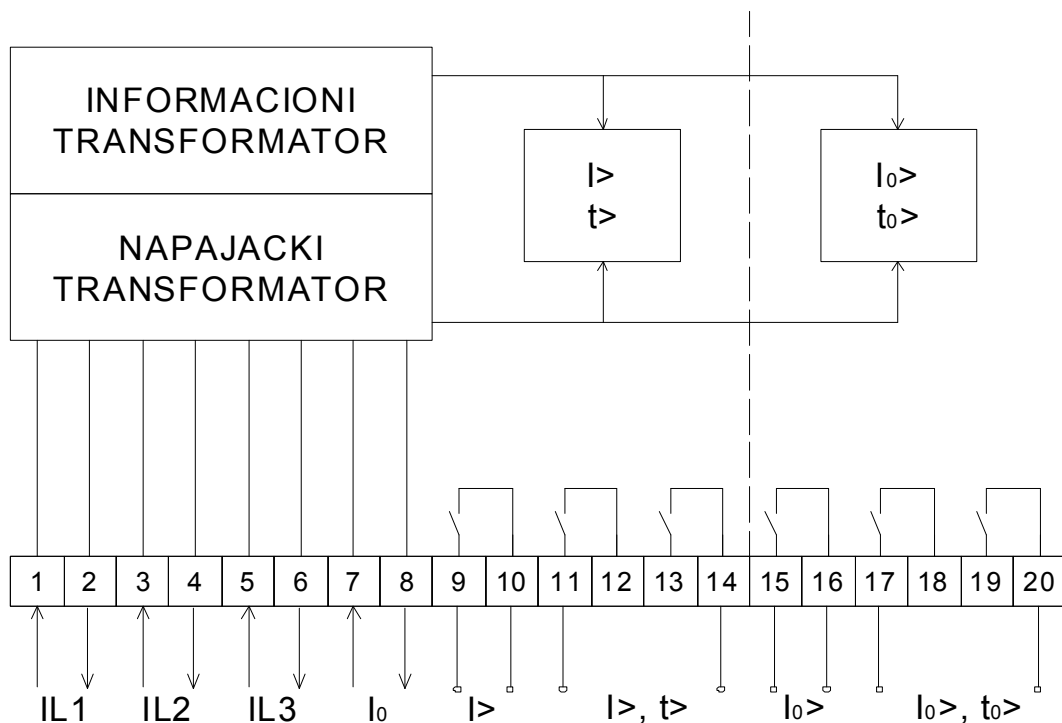 INFORMACIONI
TRANSFORMATOR
NAPAJACKI
TRANSFORMATOR
I>
t>
I₀>
t₀>
1 2 3 4 5 6 7 8 9 10 11 12 13 14 15 16 17 18 19 20
IL1 IL2 IL3 I₀ I> I>, t> I₀> I₀>, t₀>